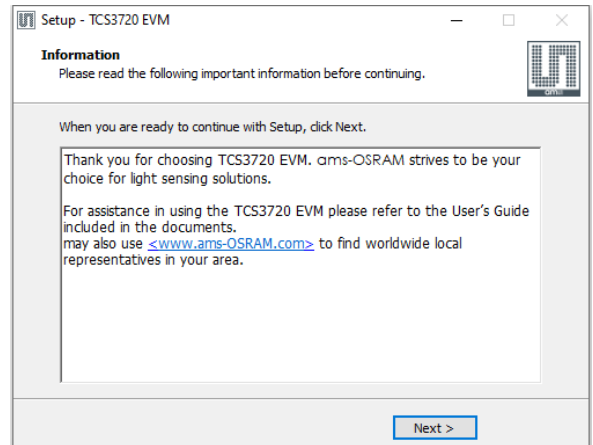 Setup - TCS3720 EVM
Information
Please read the following important information before continuing.
amu
When you are ready to continue with Setup, click Next.
Thank you for choosing TCS3720 EVM. ams-OSRAM strives to be your
choice for light sensing solutions.
For assistance in using the TCS3720 EVM please refer to the User's Guide
included in the documents.
may also use <www.ams-OSRAM.com> to find worldwide local
representatives in your area.
Next >